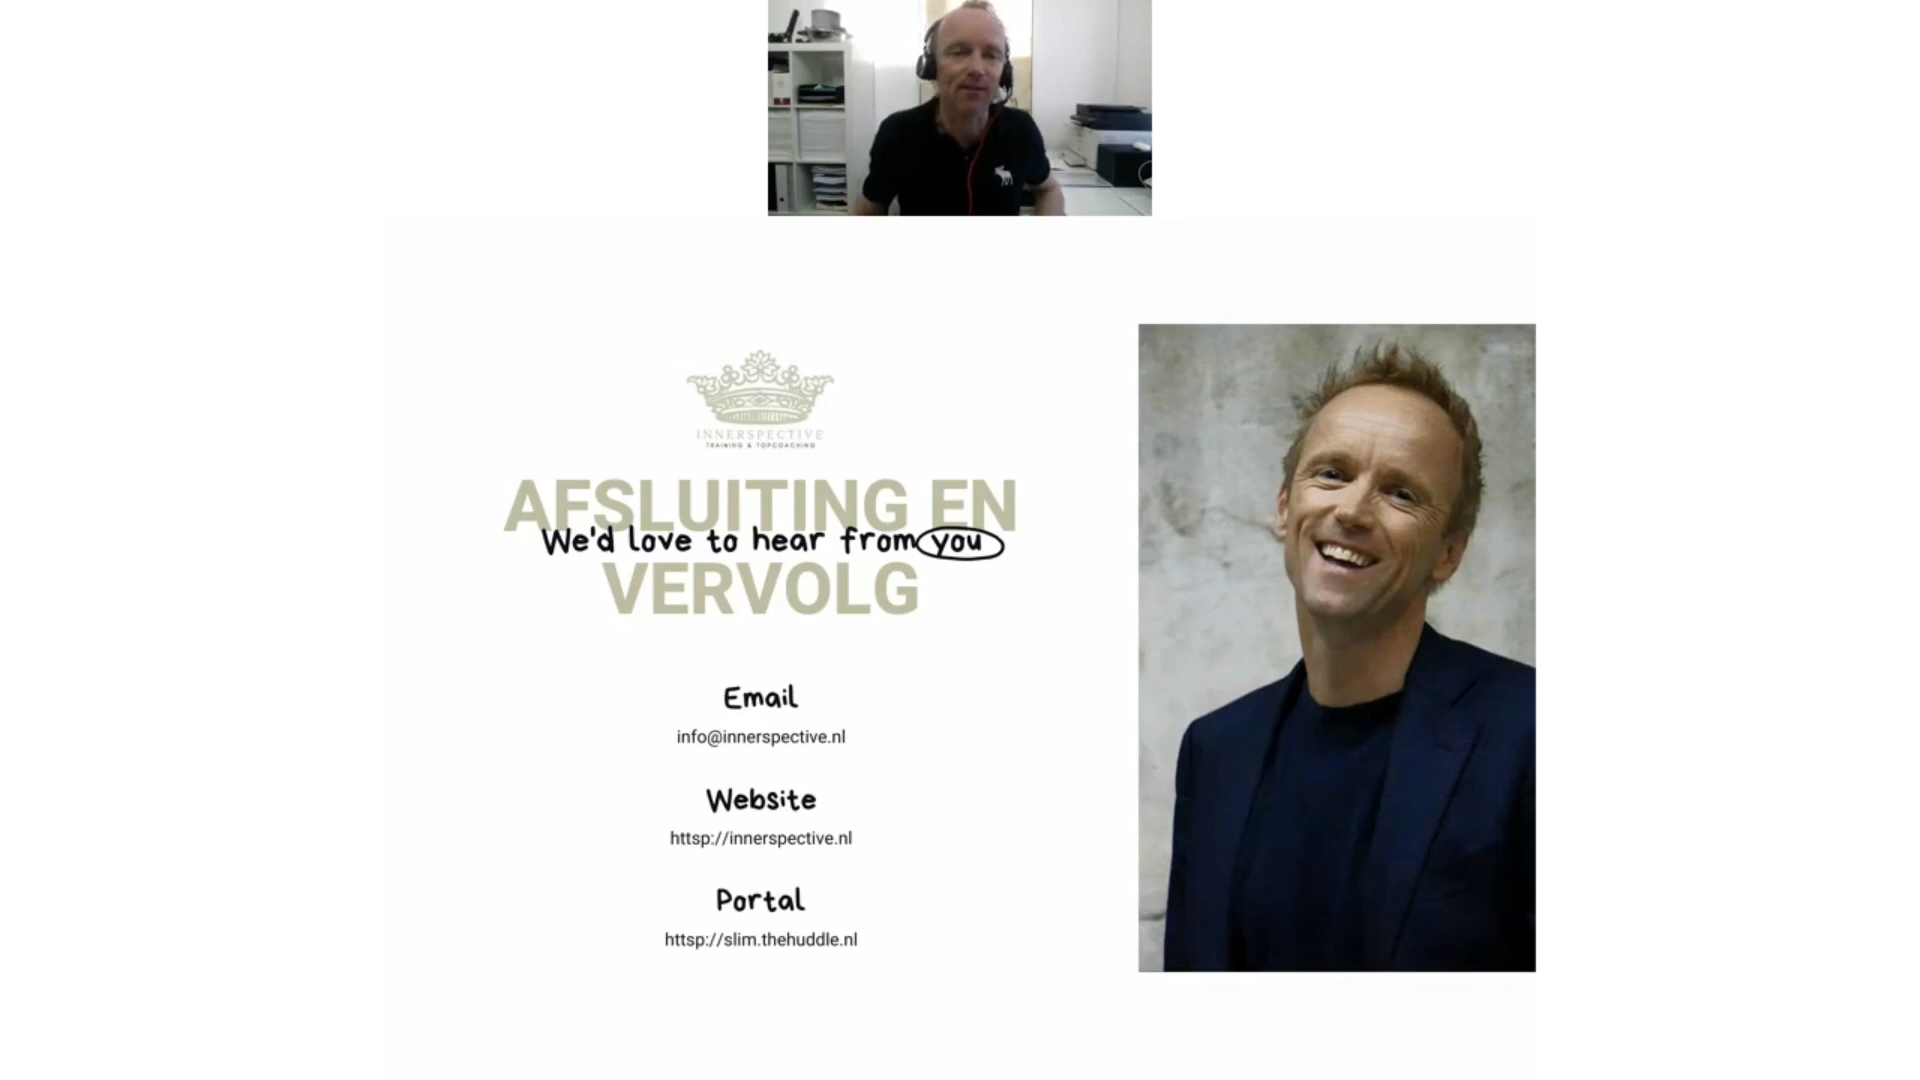 INNERSPECTIVE
TRAINING & TOPCOACHING
AFSLUITING EN
We'd love to hear from you
VERVOLG
Email
info@innerspective.nl
Website
httsp://innerspective.nl
Portal
httsp://slim.thehuddle.nl